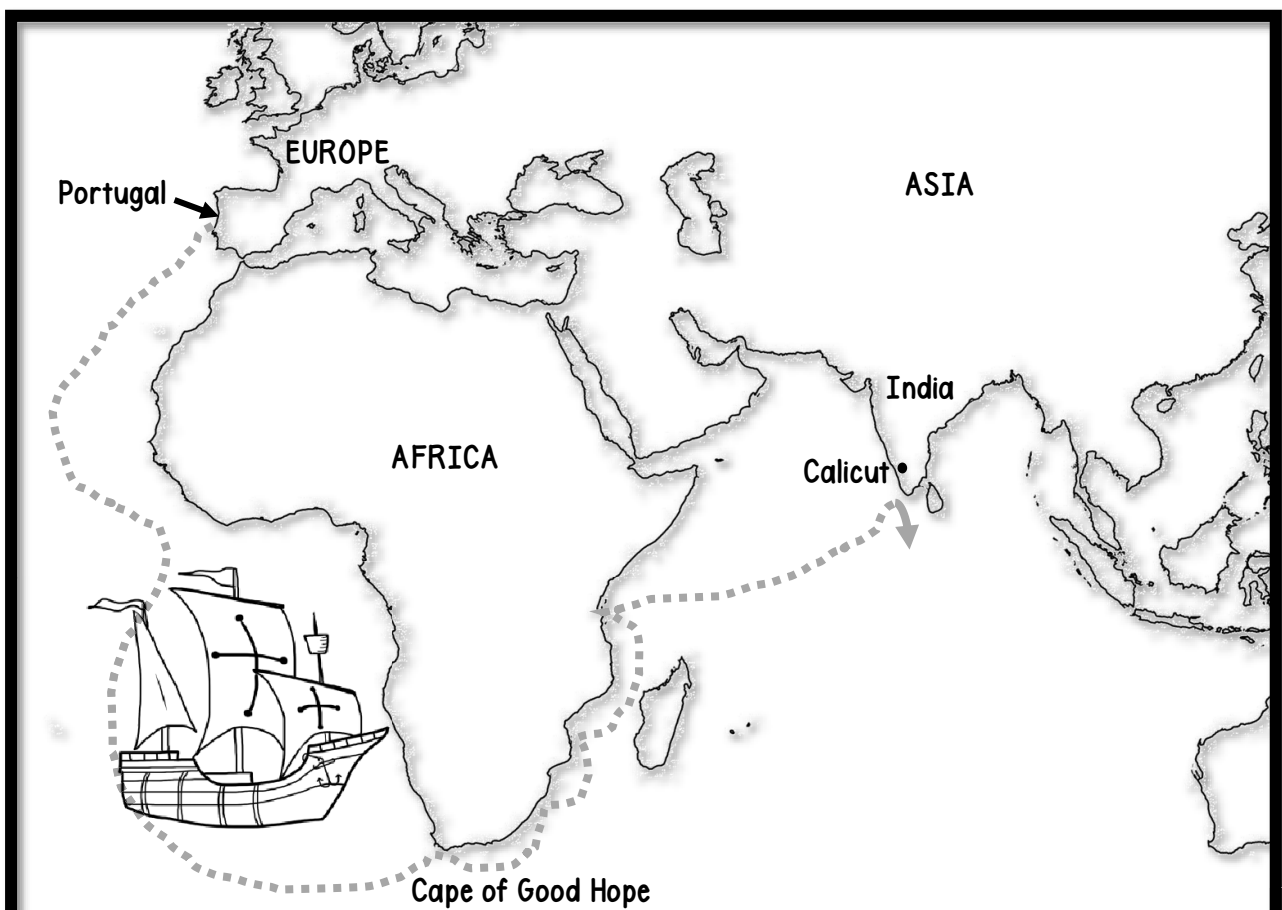 EUROPE
Portugal
ASIA
India
AFRICA
Calicut
Cape of Good Hope